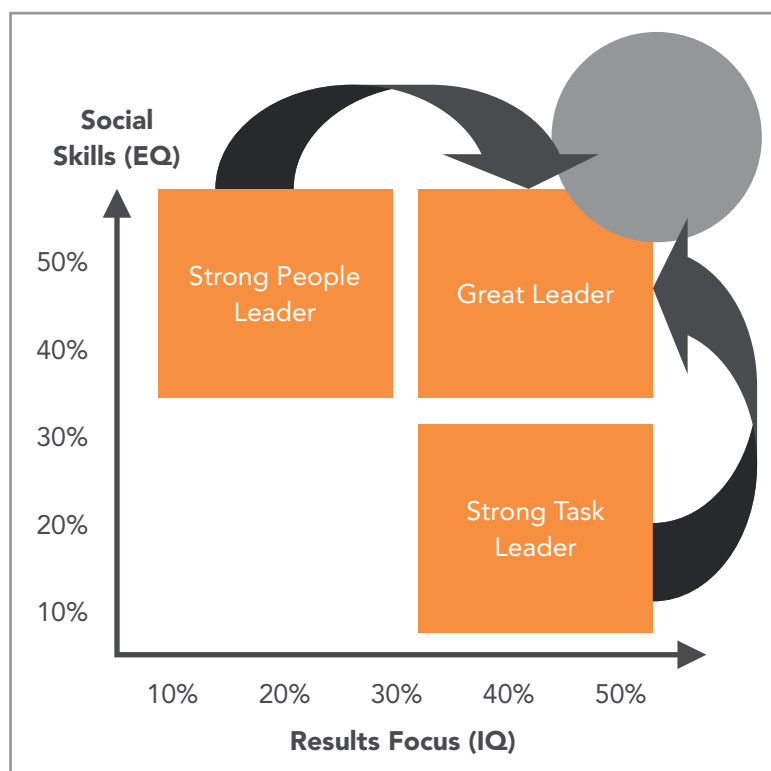 Social
Skills (EQ)
50%
40%
30%
20%
10%
Strong People
Leader
Great Leader
Strong Task
Leader
10%
20%
30%
40%
50%
Results Focus (IQ)